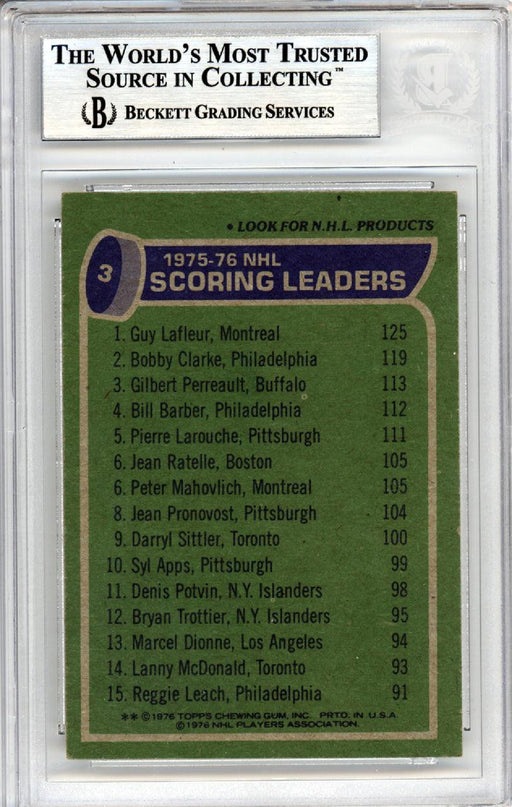 THE WORLD'S MOST TRUSTED
SOURCE IN COLLECTING™
B BECKETT GRADING SERVICES
• LOOK FOR N.H.L. PRODUCTS
3
1975-76 NHL
SCORING LEADERS
1. Guy Lafleur, Montreal 125
2. Bobby Clarke, Philadelphia 119
3. Gilbert Perreault, Buffalo 113
4. Bill Barber, Philadelphia 112
5. Pierre Larouche, Pittsburgh 111
6. Jean Ratelle, Boston 105
6. Peter Mahovlich, Montreal 105
8. Jean Pronovost, Pittsburgh 104
9. Darryl Sittler, Toronto 100
10. Syl Apps, Pittsburgh 99
11. Denis Potvin, N.Y. Islanders 98
12. Bryan Trottier, N.Y. Islanders 95
13. Marcel Dionne, Los Angeles 94
14. Lanny McDonald, Toronto 93
15. Reggie Leach, Philadelphia 91
** ©1976 TOPPS CHEWING GUM, INC. PRTD. IN U.S.A.
©1976 NHL PLAYERS ASSOCIATION.